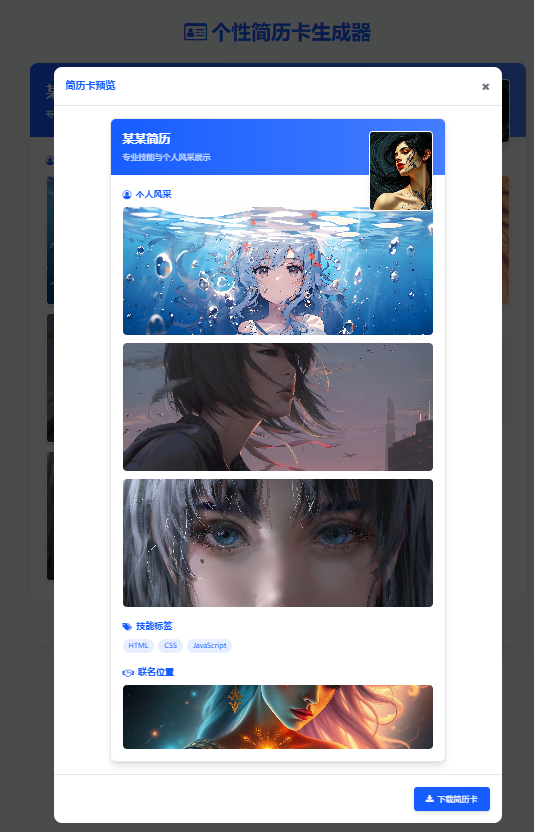 个性简历卡生成器
简历卡预览
某某简历
专业技能与个人风采展示
个人风采
技能标签
HTML CSS JavaScript
联名位置
下载简历卡